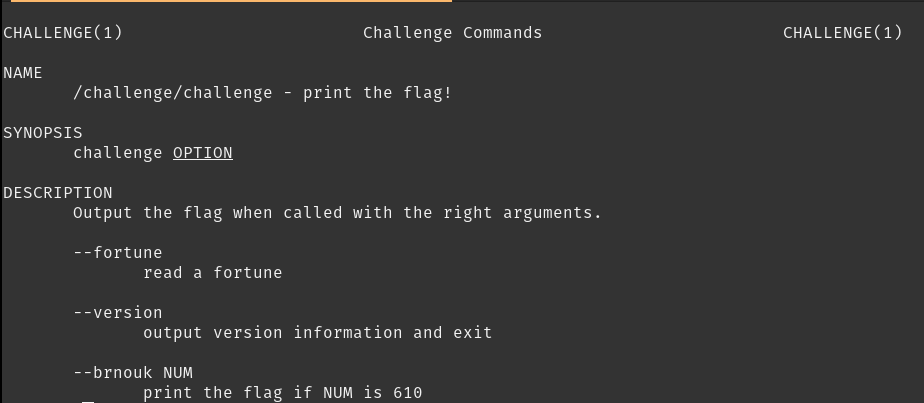 CHALLENGE(1) Challenge Commands CHALLENGE(1)
NAME
/challenge/challenge - print the flag!
SYNOPSIS
challenge OPTION
DESCRIPTION
Output the flag when called with the right arguments.
--fortune
read a fortune
--version
output version information and exit
--brnouk NUM
print the flag if NUM is 610